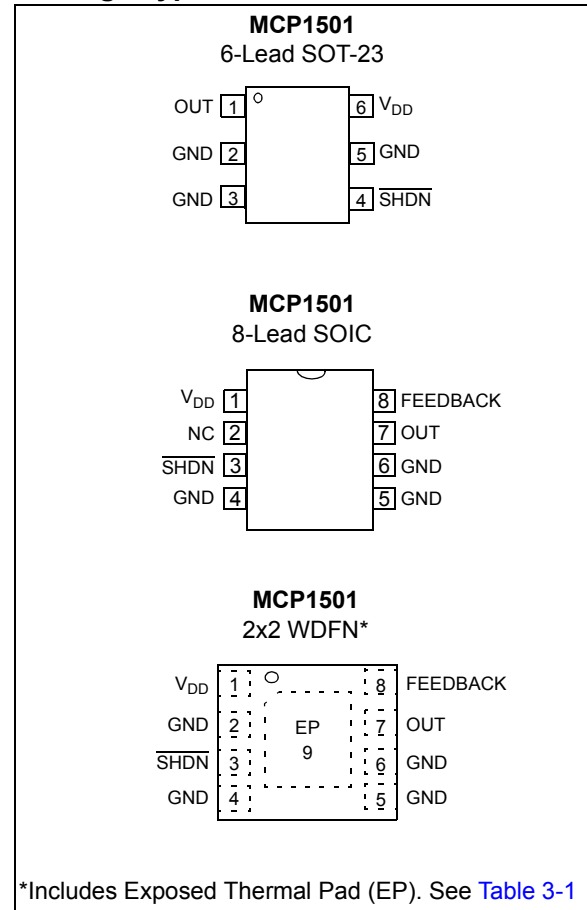 MCP1501
6-Lead SOT-23
OUT 1 6 VDD
GND 2 5 GND
GND 3 4 SHDN
MCP1501
8-Lead SOIC
VDD 1 8 FEEDBACK
NC 2 7 OUT
SHDN 3 6 GND
GND 4 5 GND
MCP1501
2x2 WDFN*
VDD 1 8 FEEDBACK
GND 2 EP 7 OUT
SHDN 3 9 6 GND
GND 4 5 GND
*Includes Exposed Thermal Pad (EP). See Table 3-1